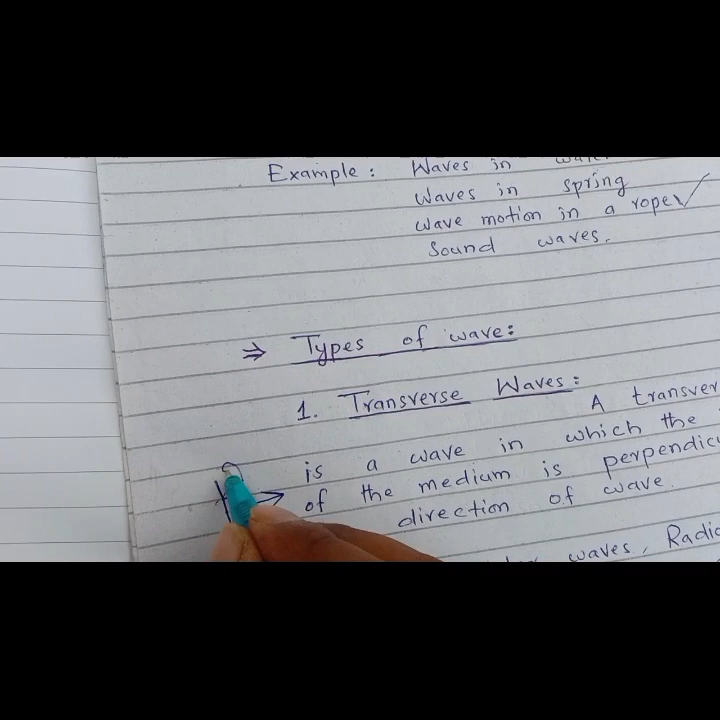 Example : Waves in
Waves in spring
wave motion in a rope
Sound waves.
⇒ Types of wave:
1. Transverse Waves:
A
is a wave in which the
of the medium is
direction of wave.
waves,